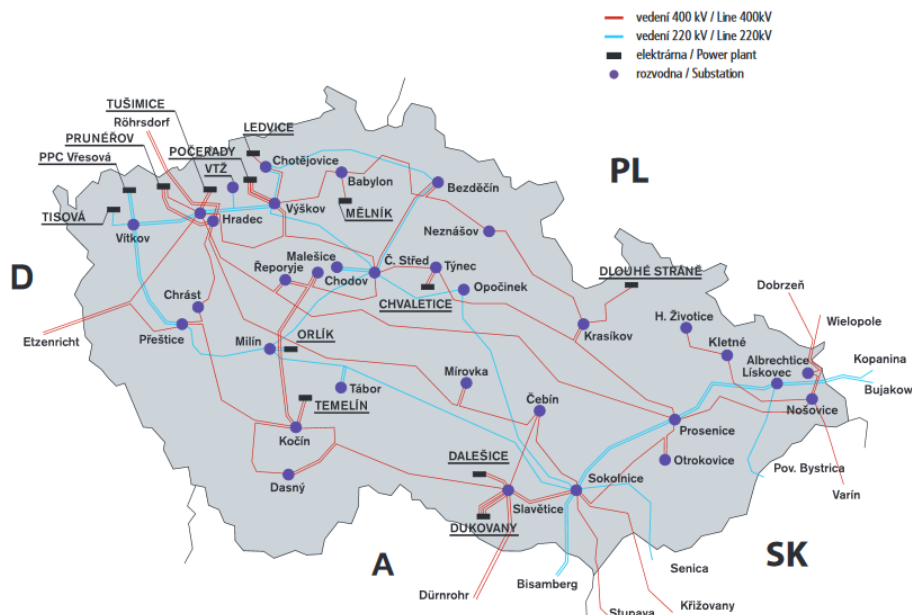 vedení 400 kV / Line 400kV
vedení 220 kV / Line 220kV
elektrárna / Power plant
rozvodna / Substation
TUŠIMICE
Röhrsdorf
LEDVICE
PRUNÉŘOV
POČERADY
Chotějovice
PPC Vřesová
VTŽ
Babylon
Bezděčín
PL
Výškov
MĚLNÍK
TISOVÁ
Hradec
Vítkov
Neznášov
D
Malešice
Č. Střed
Řeporyje
Chodov
Týnec
DLOUHÉ STRÁNĚ
Opočinek
Dobrzeń
Chrást
CHVALETICE
Wielopole
H. Životice
Krasíkov
Etzenricht
ORLÍK
Kletné
Přeštice
Milín
Albrechtice
Kopanina
Lískovec
Mírovka
Bujakow
Tábor
Čebín
Nošovice
TEMELÍN
Prosenice
Kočín
DALEŠICE
Otrokovice
Sokolnice
Pov. Bystrica
Dasný
Slavětice
Varín
DUKOVANY
SK
A
Senica
Bisamberg
Dürnrohr
Křižovany
Stupava